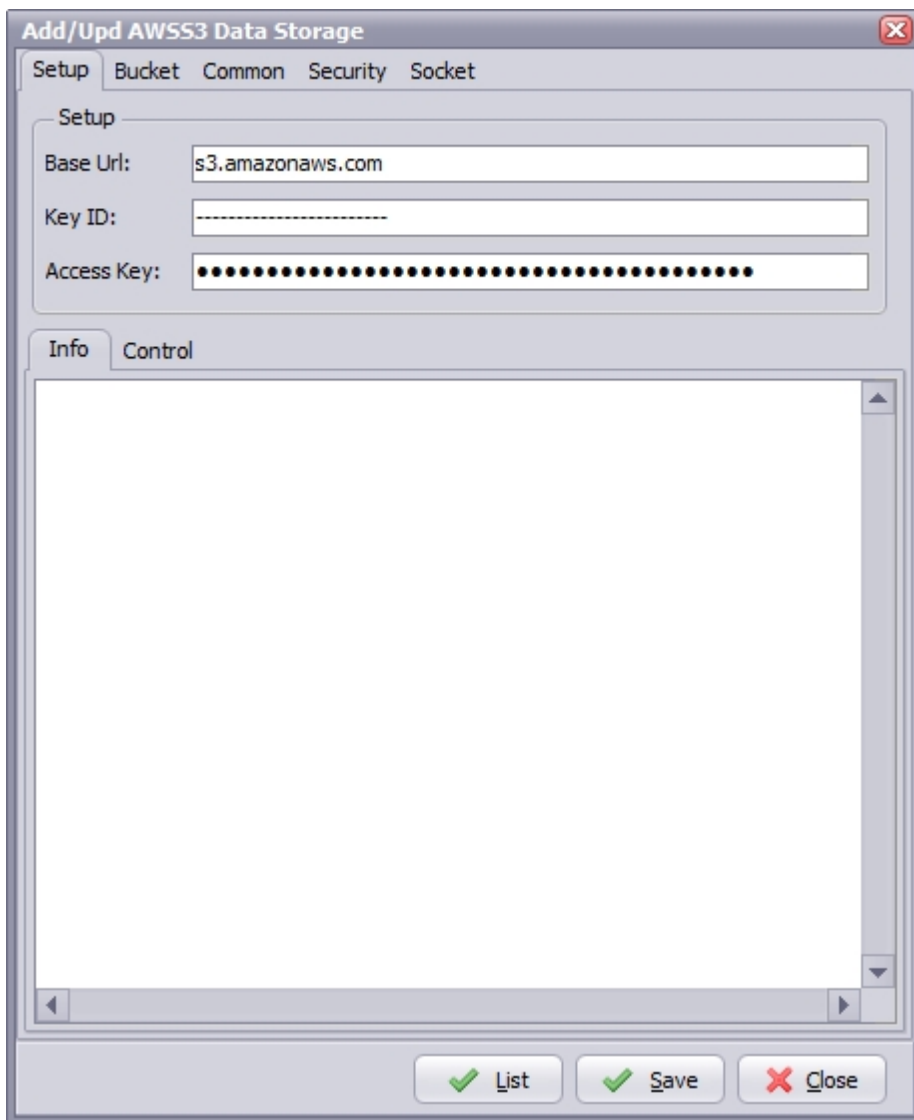 Add/Upd AWSS3 Data Storage
Setup Bucket Common Security Socket
Setup
Base Url: s3.amazonaws.com
Key ID: ------------------------
Access Key: ●●●●●●●●●●●●●●●●●●●●●●●●●●●●●●●●●●●●●●●●
Info Control
List Save Close